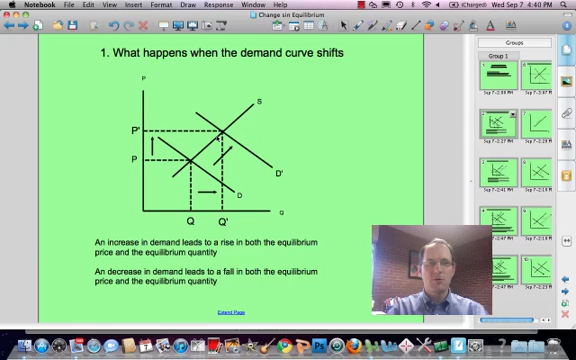 Notebook File Edit View Insert Format Draw Window Help
(Charged) Wed Sep 7 4:40 PM
Change sin Equilibrium
Groups
Group 1
1. What happens when the demand curve shifts
P
S
P'
P
D'
D
Q
Q Q'
An increase in demand leads to a rise in both the equilibrium
price and the equilibrium quantity
An decrease in demand leads to a fall in both the equilibrium
price and the equilibrium quantity
Extend Page